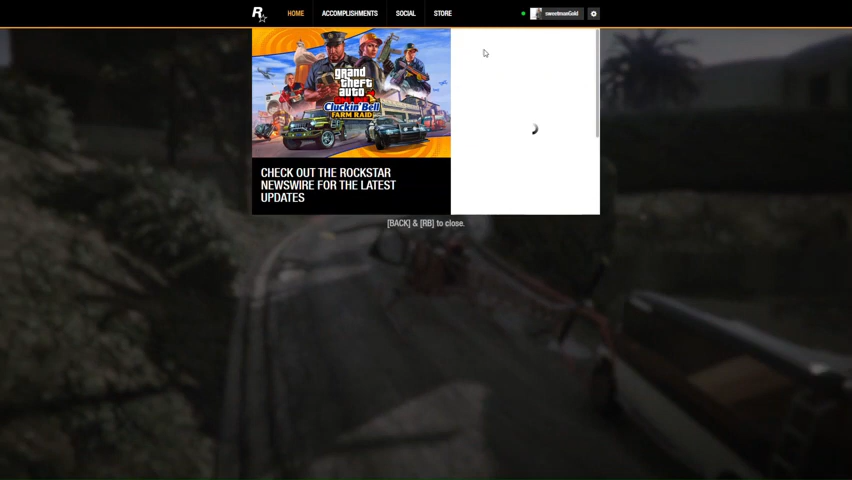 R
HOME
ACCOMPLISHMENTS
SOCIAL
STORE
sweetmanGold
grand
theft
auto
Cluckin' Bell
FARM RAID
CHECK OUT THE ROCKSTAR
NEWSWIRE FOR THE LATEST
UPDATES
[BACK] & [RB] to close.